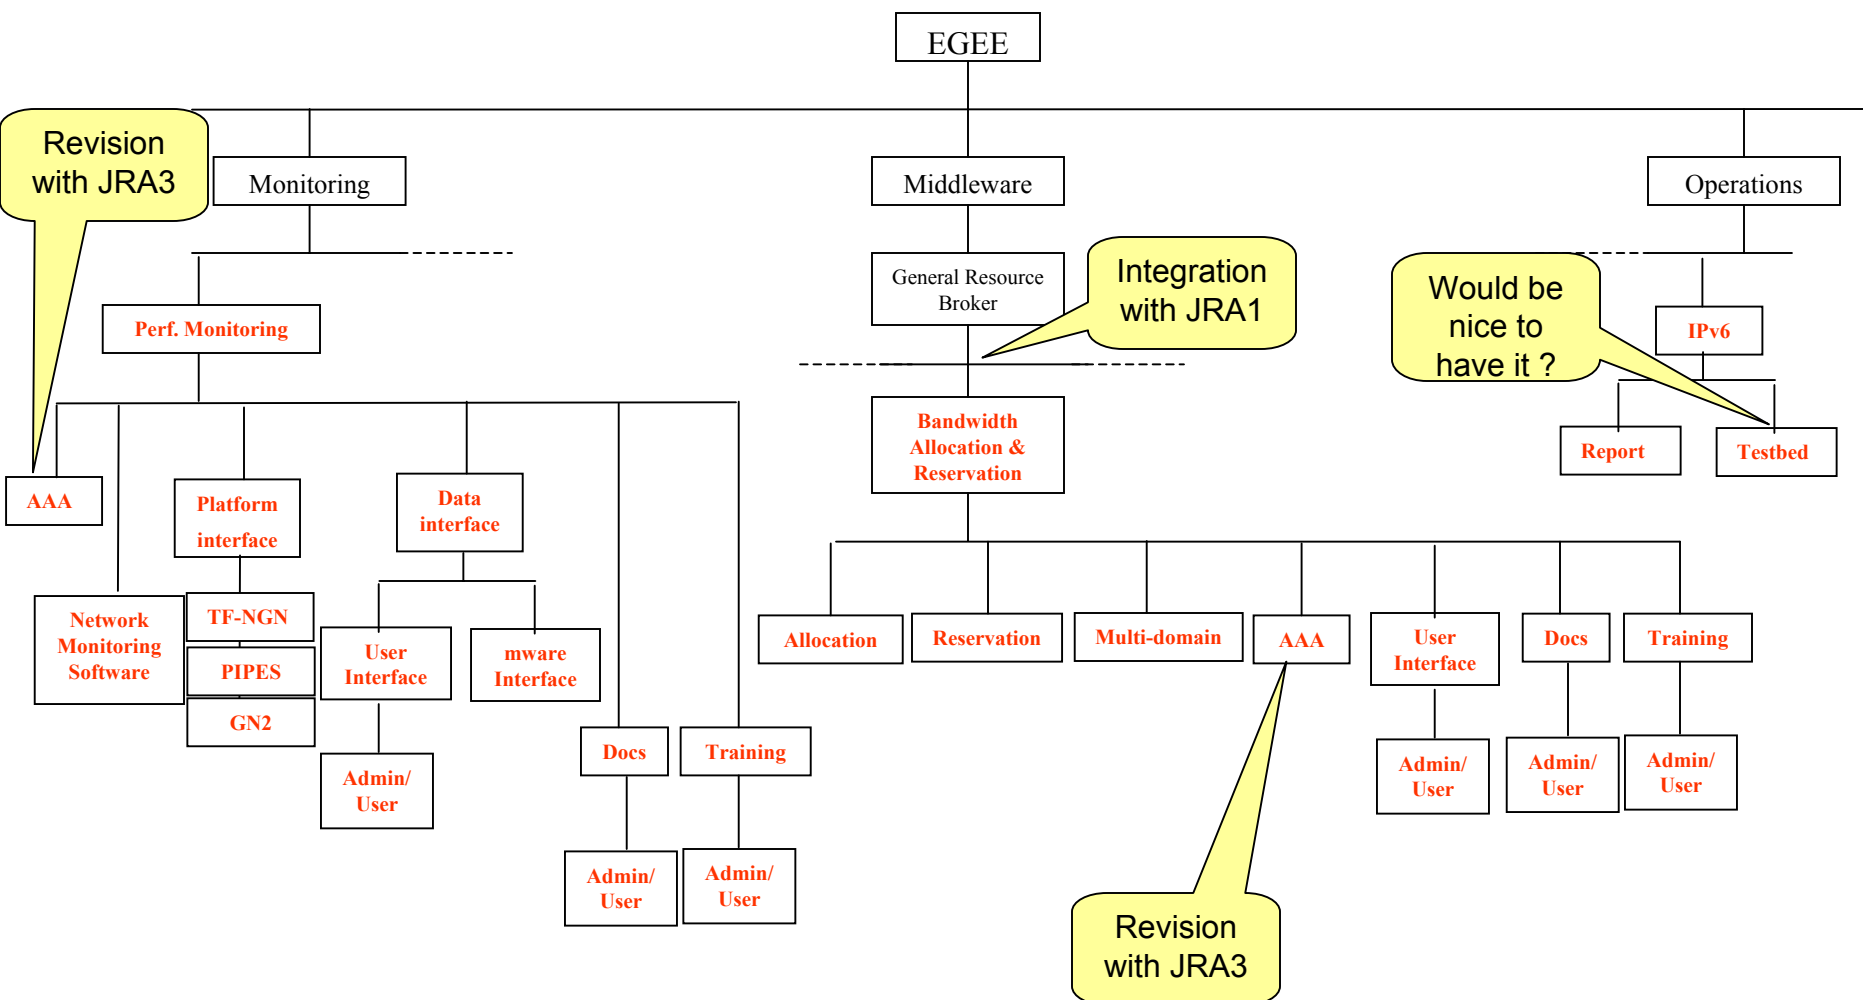 EGEE
Revision
with JRA3
Monitoring
Middleware
Operations
General Resource
Broker
Integration
with JRA1
Would be
nice to
have it ?
Perf. Monitoring
IPv6
Bandwidth
Allocation &
Reservation
Report
Testbed
AAA
Platform
interface
Data
interface
Network
Monitoring
Software
TF-NGN
PIPES
GN2
User
Interface
mware
Interface
Admin/
User
Docs
Training
Admin/
User
Admin/
User
Allocation
Reservation
Multi-domain
AAA
User
Interface
Docs
Training
Admin/
User
Admin/
User
Admin/
User
Revision
with JRA3